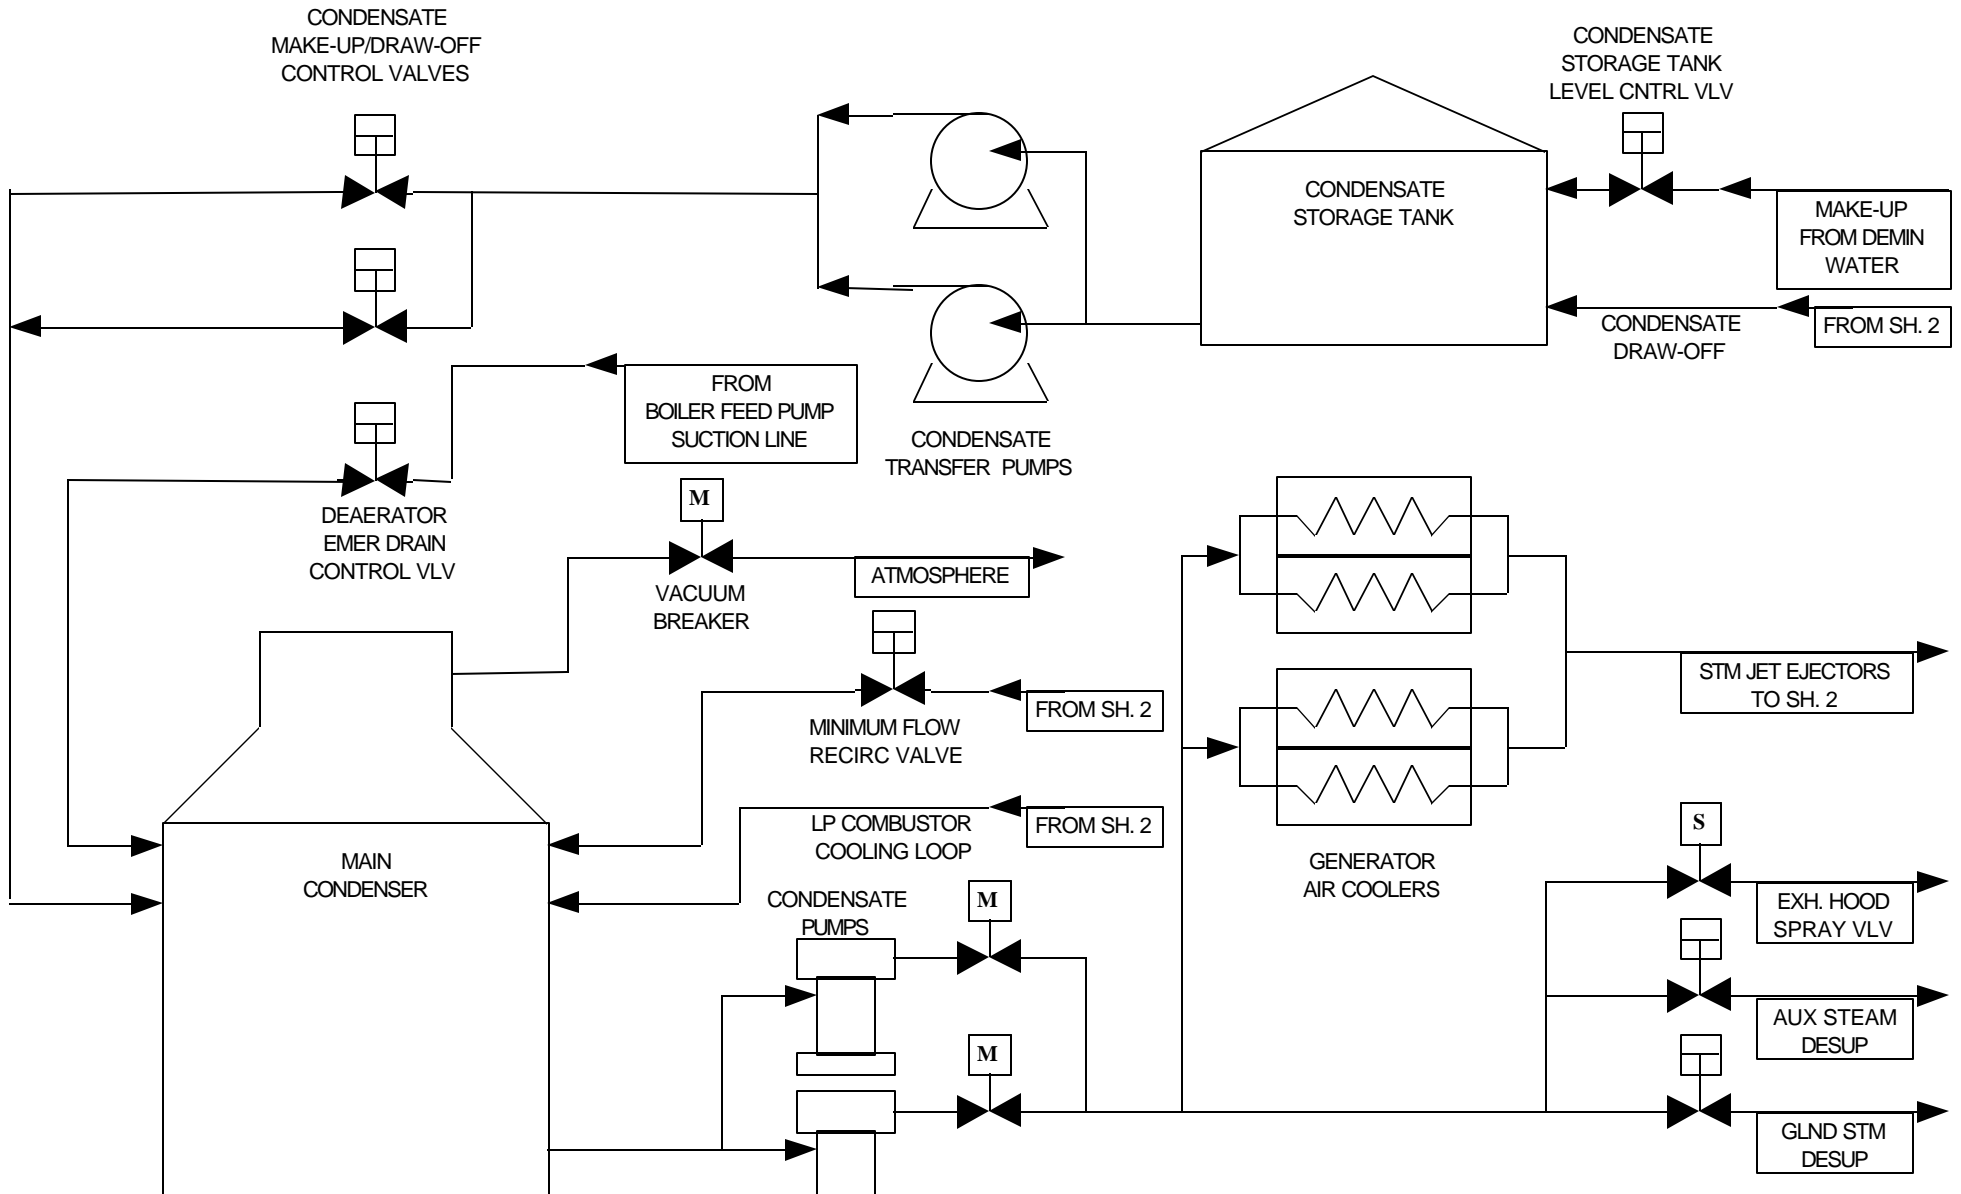 CONDENSATE
MAKE-UP/DRAW-OFF
CONTROL VALVES
CONDENSATE
STORAGE TANK
LEVEL CNTRL VLV
CONDENSATE
STORAGE TANK
MAKE-UP
FROM DEMIN
WATER
CONDENSATE
DRAW-OFF
FROM SH. 2
FROM
BOILER FEED PUMP
SUCTION LINE
CONDENSATE
TRANSFER PUMPS
DEAERATOR
EMER DRAIN
CONTROL VLV
M
VACUUM
BREAKER
ATMOSPHERE
MINIMUM FLOW
RECIRC VALVE
FROM SH. 2
STM JET EJECTORS
TO SH. 2
LP COMBUSTOR
COOLING LOOP
FROM SH. 2
GENERATOR
AIR COOLERS
MAIN
CONDENSER
CONDENSATE
PUMPS
M
M
S
EXH. HOOD
SPRAY VLV
AUX STEAM
DESUP
GLND STM
DESUP